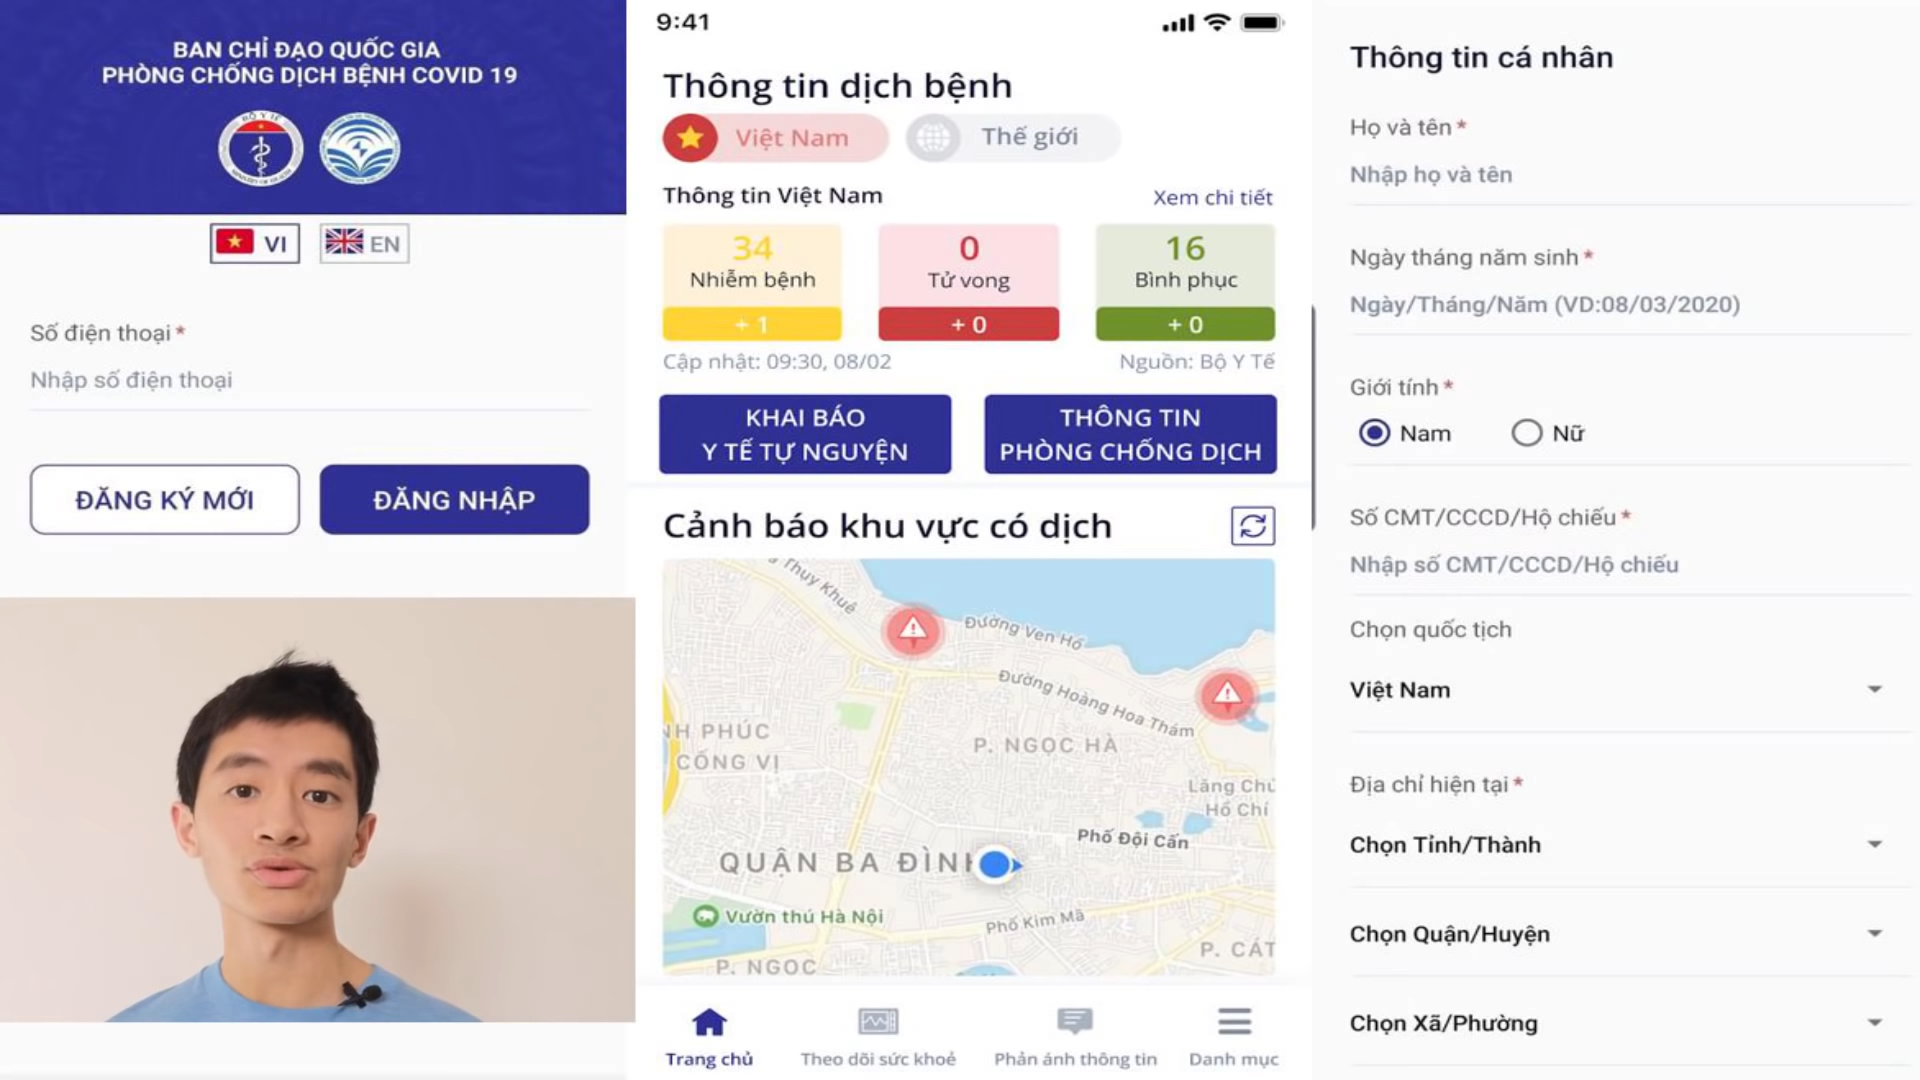 BAN CHỈ ĐẠO QUỐC GIA
PHÒNG CHỐNG DỊCH BỆNH COVID 19
BỘ Y TẾ
VI
EN
Số điện thoại *
Nhập số điện thoại
ĐĂNG KÝ MỚI
ĐĂNG NHẬP
9:41
Thông tin dịch bệnh
Việt Nam
Thế giới
Thông tin Việt Nam
Xem chi tiết
34
Nhiễm bệnh
+ 1
0
Tử vong
+ 0
16
Bình phục
+ 0
Cập nhật: 09:30, 08/02
Nguồn: Bộ Y Tế
KHAI BÁO
Y TẾ TỰ NGUYỆN
THÔNG TIN
PHÒNG CHỐNG DỊCH
Cảnh báo khu vực có dịch
Thụy Khuê
Đường Ven Hồ
Đường Hoàng Hoa Thám
NH PHÚC
CỐNG VỊ
P. NGỌC HÀ
Lăng Chủ
Hồ Chí
Phố Đội Cấn
QUẬN BA ĐÌNH
Vườn thú Hà Nội
Phố Kim Mã
P. CÁT
P. NGỌC
Trang chủ
Theo dõi sức khoẻ
Phản ánh thông tin
Danh mục
Thông tin cá nhân
Họ và tên *
Nhập họ và tên
Ngày tháng năm sinh *
Ngày/Tháng/Năm (VD:08/03/2020)
Giới tính *
Nam
Nữ
Số CMT/CCCD/Hộ chiếu *
Nhập số CMT/CCCD/Hộ chiếu
Chọn quốc tịch
Việt Nam
Địa chỉ hiện tại *
Chọn Tỉnh/Thành
Chọn Quận/Huyện
Chọn Xã/Phường